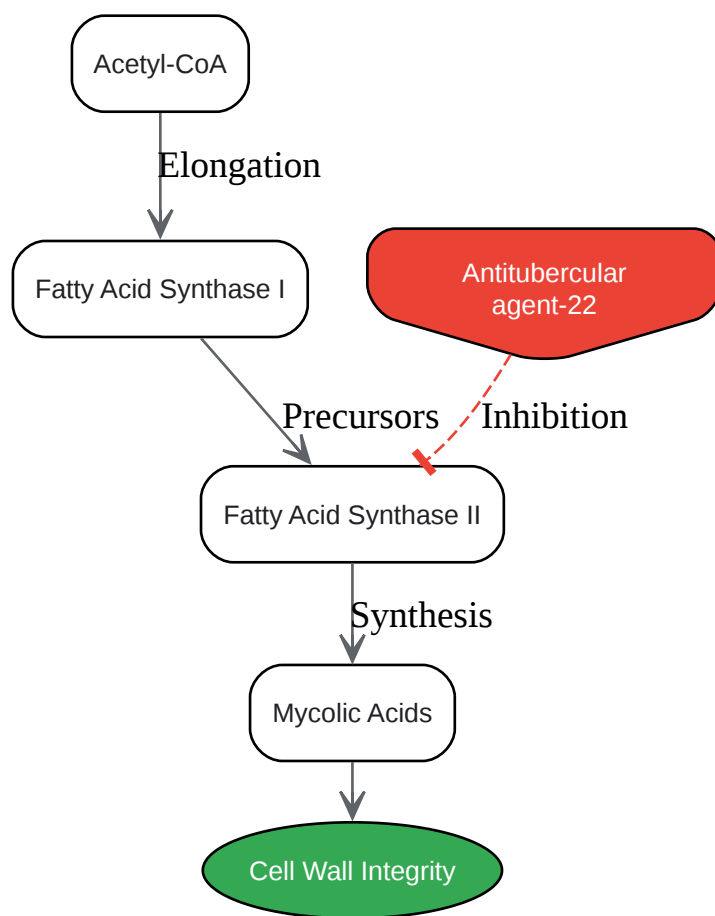 Acetyl-CoA
Elongation
Fatty Acid Synthase I
Antitubercular
agent-22
Precursors
Inhibition
Fatty Acid Synthase II
Synthesis
Mycolic Acids
Cell Wall Integrity